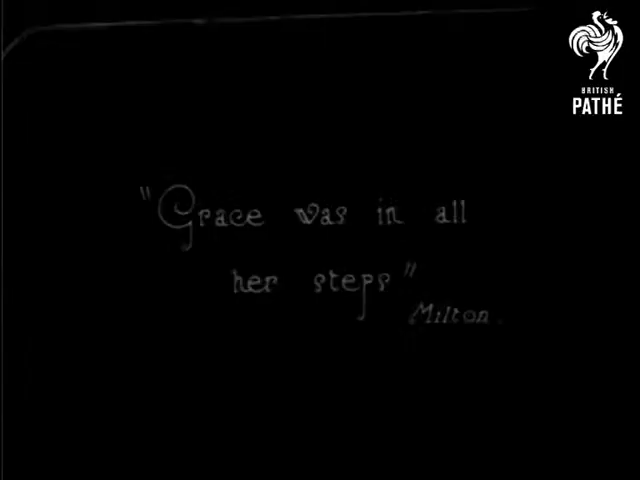 BRITISH
PATHÉ
"Grace was in all
her steps"
Milton.